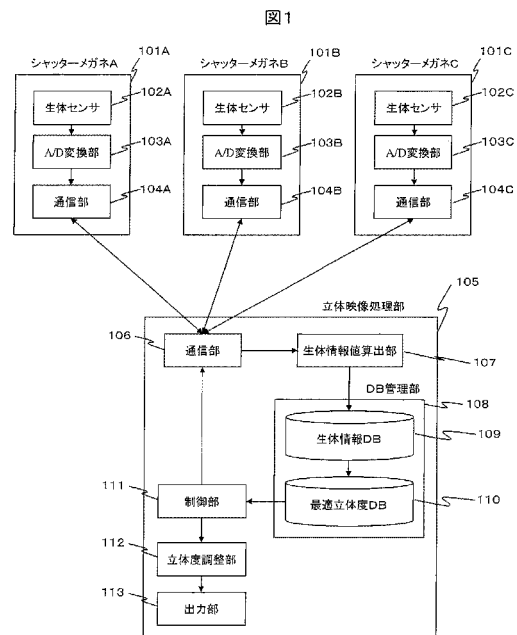 図1
シャッターメガネA
101A
シャッターメガネB
101B
シャッターメガネC
101C
生体センサ
102A
生体センサ
102B
生体センサ
102C
A/D変換部
103A
A/D変換部
103B
A/D変換部
103C
通信部
104A
通信部
104B
通信部
104C
105
立体映像処理部
106
通信部
生体情報値算出部
107
DB管理部
108
生体情報DB
109
111
制御部
最適立体度DB
110
112
立体度調整部
113
出力部